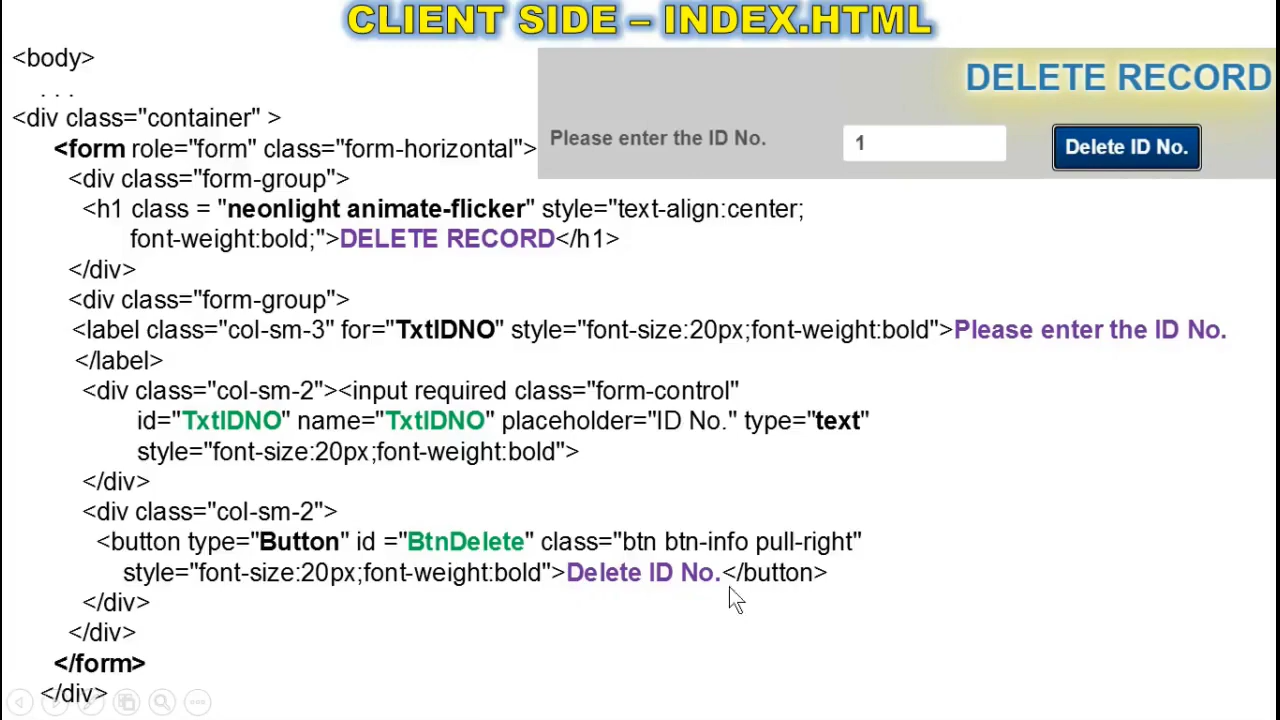 CLIENT SIDE – INDEX.HTML
<body>
. . .
<div class="container" >
<form role="form" class="form-horizontal">
<div class="form-group">
<h1 class = "neonlight animate-flicker" style="text-align:center;
font-weight:bold;">DELETE RECORD</h1>
</div>
<div class="form-group">
<label class="col-sm-3" for="TxtIDNO" style="font-size:20px;font-weight:bold">Please enter the ID No.
</label>
<div class="col-sm-2"><input required class="form-control"
id="TxtIDNO" name="TxtIDNO" placeholder="ID No." type="text"
style="font-size:20px;font-weight:bold">
</div>
<div class="col-sm-2">
<button type="Button" id ="BtnDelete" class="btn btn-info pull-right"
style="font-size:20px;font-weight:bold">Delete ID No.</button>
</div>
</div>
</form>
</div>
DELETE RECORD
Please enter the ID No. 1 Delete ID No.